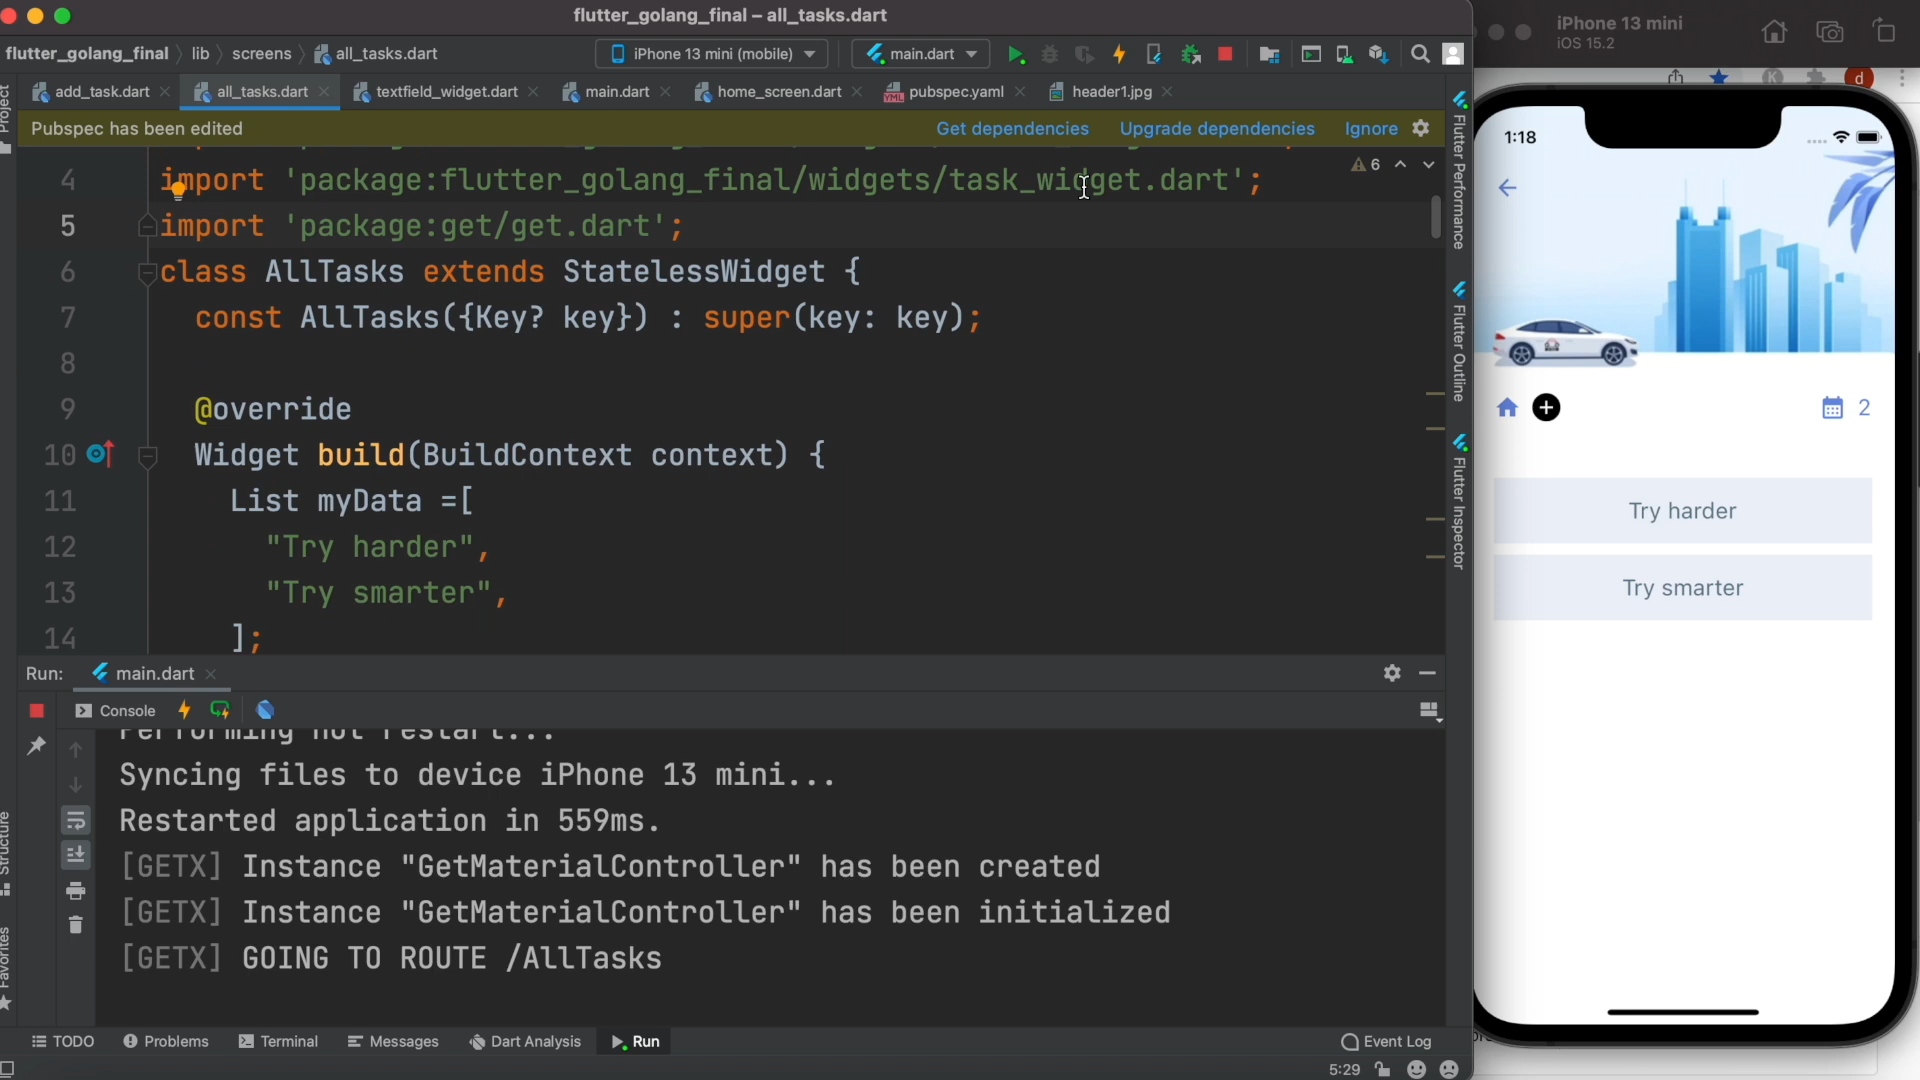 flutter_golang_final – all_tasks.dart
iPhone 13 mini
iOS 15.2
flutter_golang_final
lib
screens
all_tasks.dart
iPhone 13 mini (mobile)
main.dart
add_task.dart
all_tasks.dart
textfield_widget.dart
main.dart
home_screen.dart
pubspec.yaml
header1.jpg
Pubspec has been edited
Get dependencies
Upgrade dependencies
Ignore
6
4 import 'package:flutter_golang_final/widgets/task_widget.dart';
5 import 'package:get/get.dart';
6 class AllTasks extends StatelessWidget {
7 const AllTasks({Key? key}) : super(key: key);
8
9 @override
10 Widget build(BuildContext context) {
11 List myData =[
12 "Try harder",
13 "Try smarter",
14 ];
Run:
main.dart
Console
Performing hot restart...
Syncing files to device iPhone 13 mini...
Restarted application in 559ms.
[GETX] Instance "GetMaterialController" has been created
[GETX] Instance "GetMaterialController" has been initialized
[GETX] GOING TO ROUTE /AllTasks
TODO
Problems
Terminal
Messages
Dart Analysis
Run
Event Log
5:29
Project
Structure
Favorites
Flutter Performance
Flutter Outline
Flutter Inspector
K
d
1:18
2
Try harder
Try smarter